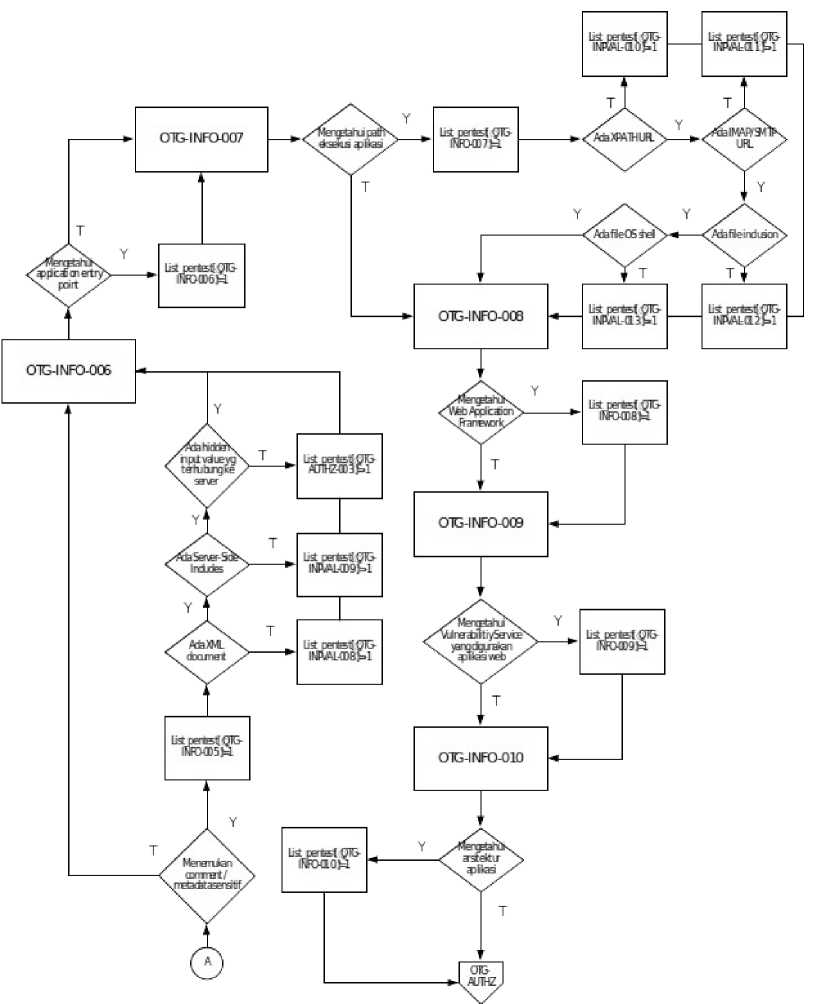 List_pentest[OTG-
INPVAL-010]=1
List_pentest[OTG-
INPVAL-011]=1
T
T
OTG-INFO-007
Mengetahui path
eksekusi aplikasi
Y
List_pentest[OTG-
INFO-007]=1
Ada XPATH URL
Y
Ada IMAP/SMTP
URL
T
Y
T
Y
Mengetahui
application entry
point
Y
List_pentest[OTG-
INFO-006]=1
Y
Ada file OS shell
Y
Ada file inclusion
T
T
OTG-INFO-008
List_pentest[OTG-
INPVAL-013]=1
List_pentest[OTG-
INPVAL-012]=1
OTG-INFO-006
Mengetahui
Web Application
Framework
Y
List_pentest[OTG-
INFO-008]=1
T
Y
Ada hidden
input value yg
terhubung ke
server
T
List_pentest[OTG-
AUTHZ-003]=1
OTG-INFO-009
Y
Ada Server-Side
Includes
T
List_pentest[OTG-
INPVAL-009]=1
Y
Ada XML
document
T
List_pentest[OTG-
INPVAL-008]=1
Mengetahui
Vulnerability Service
yang digunakan
aplikasi web
Y
List_pentest[OTG-
INFO-009]=1
T
List_pentest[OTG-
INFO-005]=1
OTG-INFO-010
Y
T
Menemukan
comment /
metadata sensitif
List_pentest[OTG-
INFO-010]=1
Y
Mengetahui
arsitektur
aplikasi
T
A
OTG-
AUTHZ